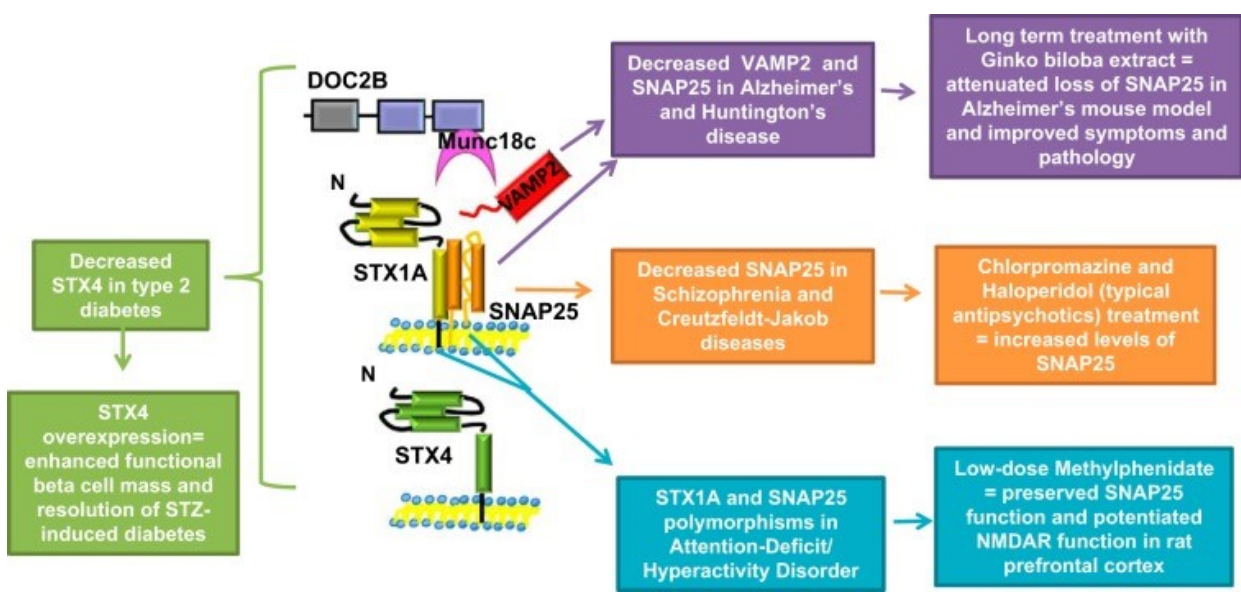 DOC2B
Munc18c
VAMP2
N
STX1A
SNAP25
N
STX4
Decreased
STX4 in type 2
diabetes
STX4
overexpression=
enhanced functional
beta cell mass and
resolution of STZ-
induced diabetes
Decreased VAMP2 and
SNAP25 in Alzheimer's
and Huntington's
disease
Long term treatment with
Ginko biloba extract =
attenuated loss of SNAP25 in
Alzheimer's mouse model
and improved symptoms and
pathology
Decreased SNAP25 in
Schizophrenia and
Creutzfeldt-Jakob
diseases
Chlorpromazine and
Haloperidol (typical
antipsychotics) treatment
= increased levels of
SNAP25
STX1A and SNAP25
polymorphisms in
Attention-Deficit/
Hyperactivity Disorder
Low-dose Methylphenidate
= preserved SNAP25
function and potentiated
NMDAR function in rat
prefrontal cortex